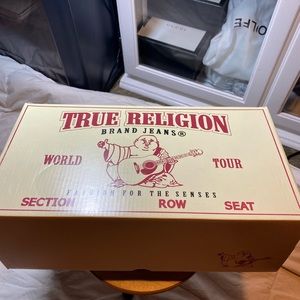 TRUE RELIGION
BRAND JEANS®
WORLD TOUR
FASHION FOR THE SENSES
SECTION ROW SEAT